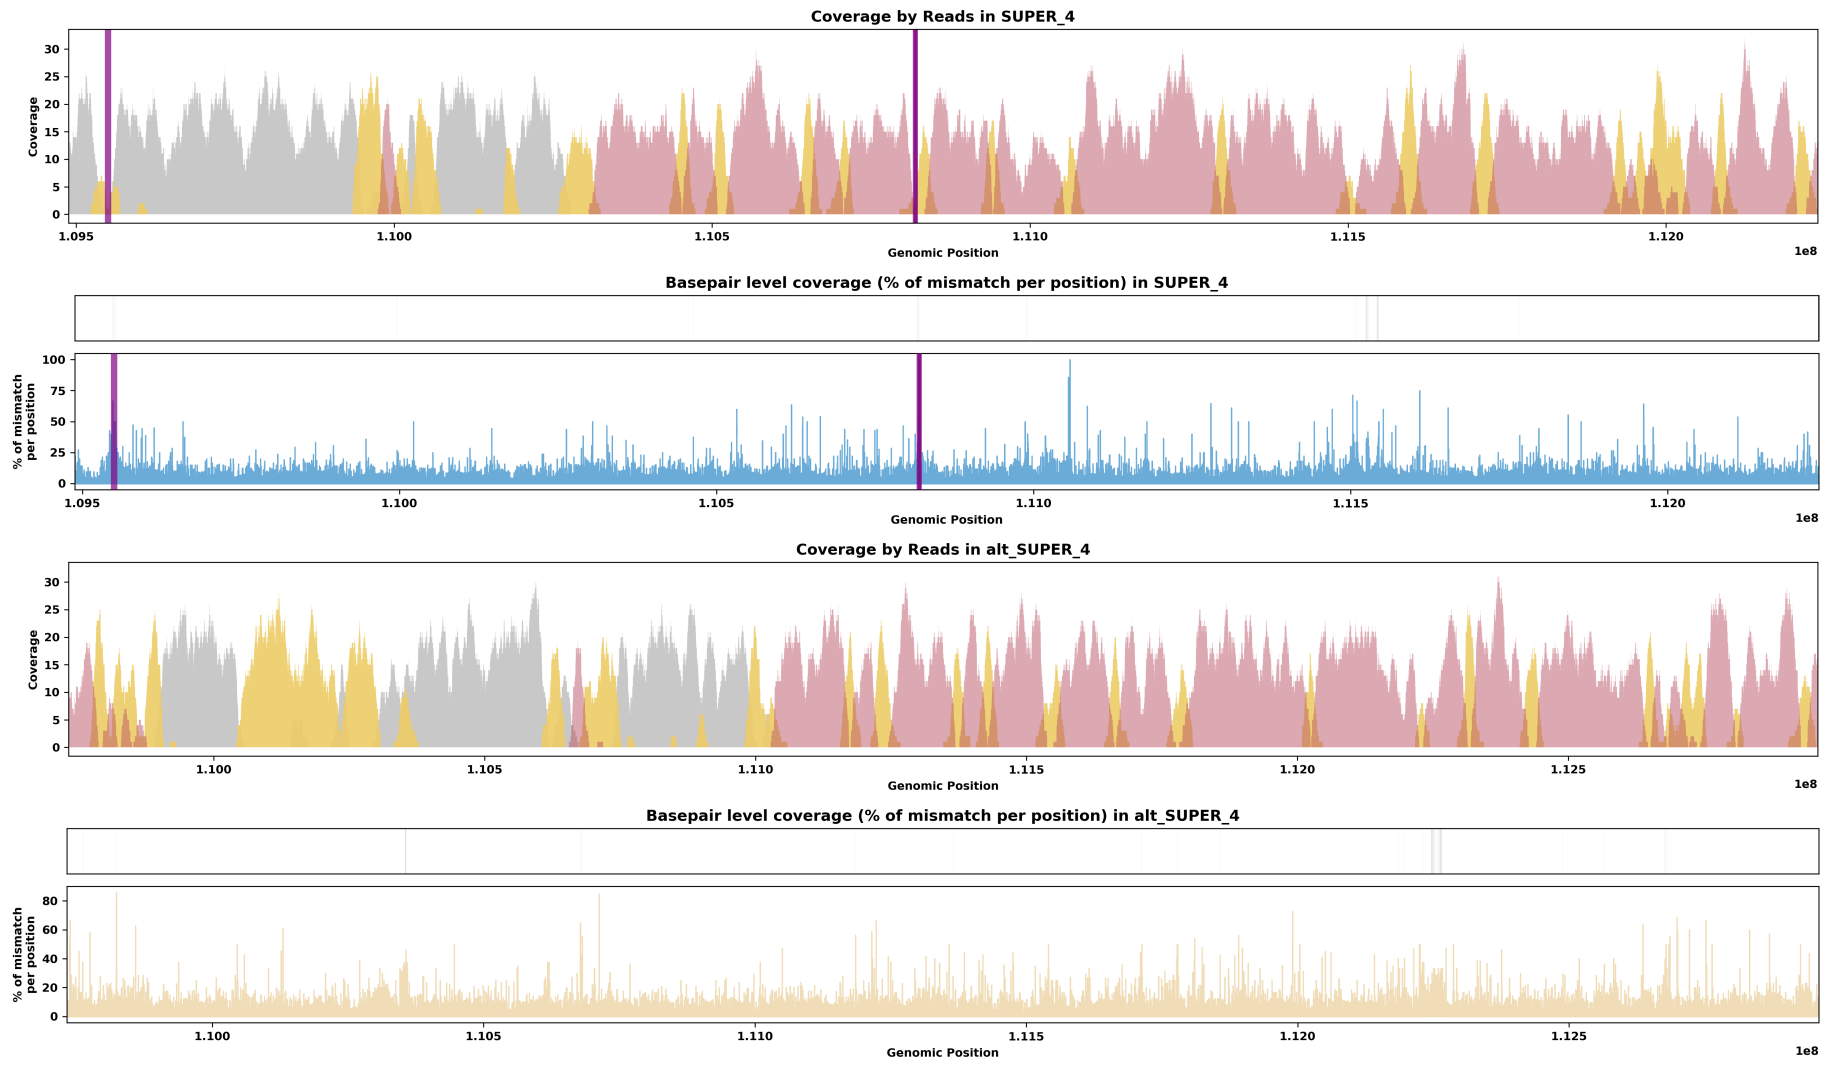 Coverage by Reads in SUPER_4
Coverage
30
25
20
15
10
5
0
1.095 1.100 1.105 1.110 1.115 1.120
Genomic Position
1e8
Basepair level coverage (% of mismatch per position) in SUPER_4
% of mismatch
per position
100
75
50
25
0
1.095 1.100 1.105 1.110 1.115 1.120
Genomic Position
1e8
Coverage by Reads in alt_SUPER_4
Coverage
30
25
20
15
10
5
0
1.100 1.105 1.110 1.115 1.120 1.125
Genomic Position
1e8
Basepair level coverage (% of mismatch per position) in alt_SUPER_4
% of mismatch
per position
80
60
40
20
0
1.100 1.105 1.110 1.115 1.120 1.125
Genomic Position
1e8